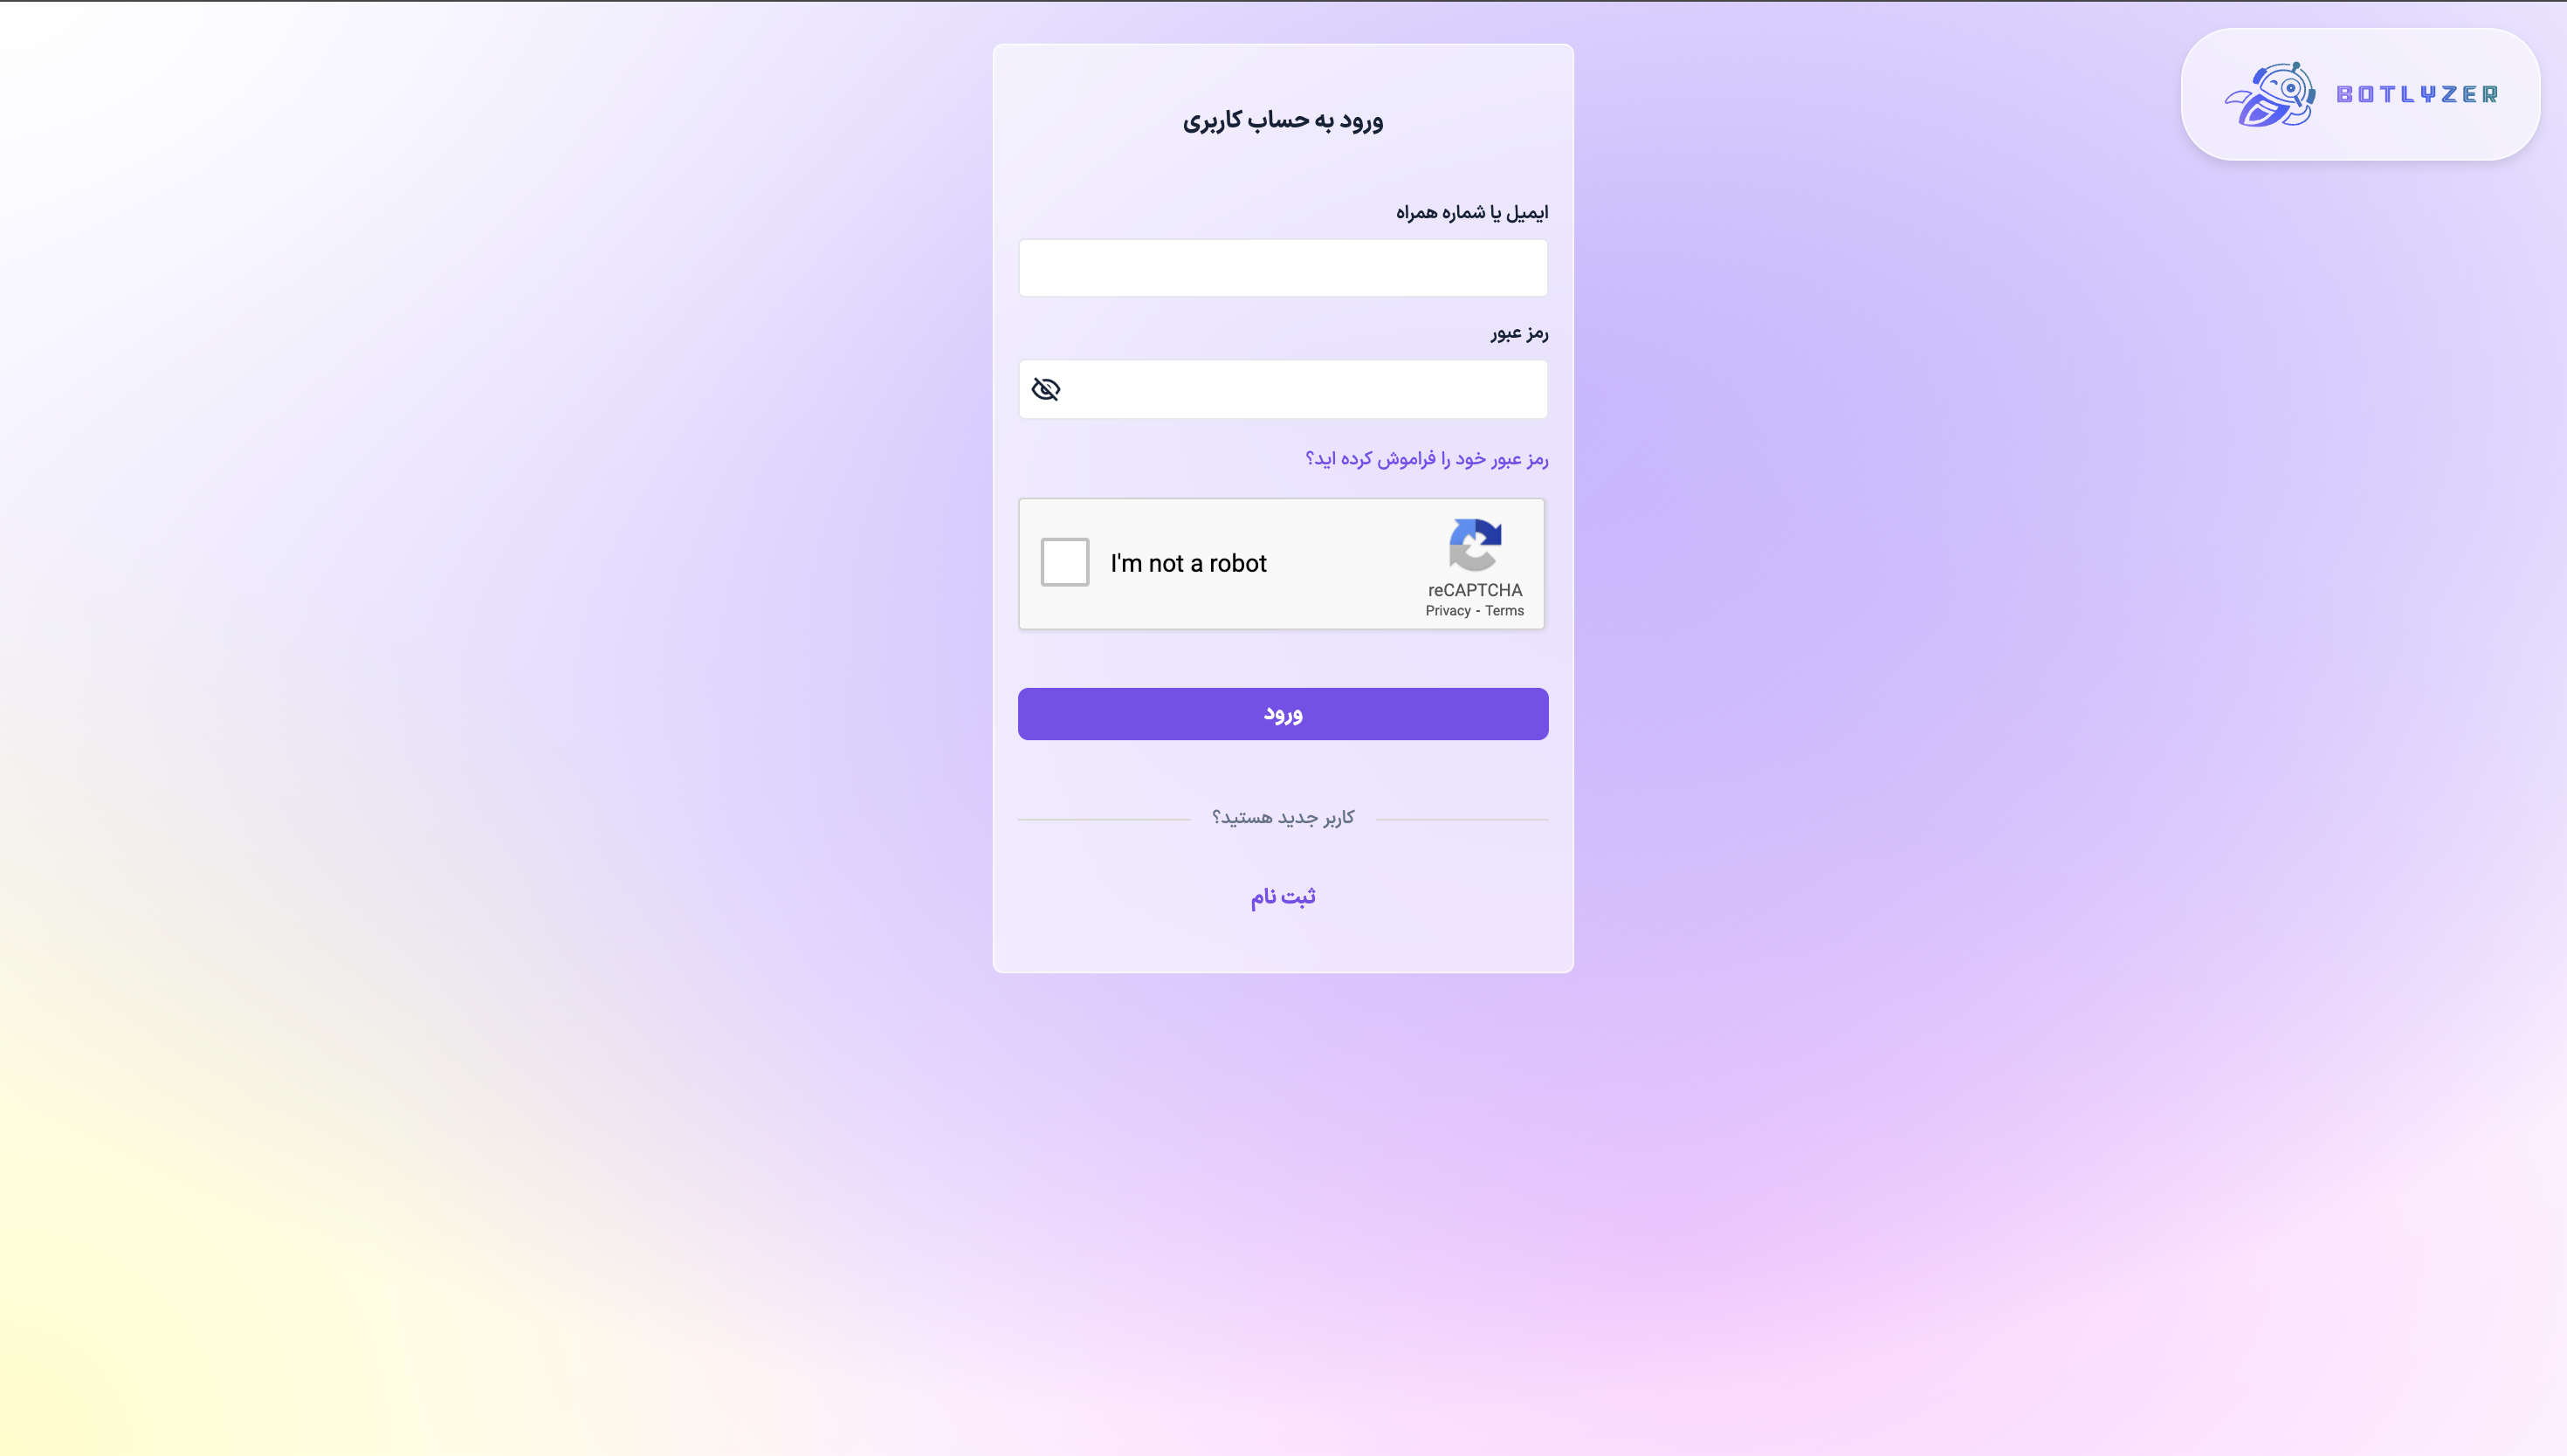 BOTLYZER
ورود به حساب کاربری
ایمیل یا شماره همراه
رمز عبور
رمز عبور خود را فراموش کرده اید؟
I'm not a robot
reCAPTCHA
Privacy - Terms
ورود
کاربر جدید هستید؟
ثبت نام